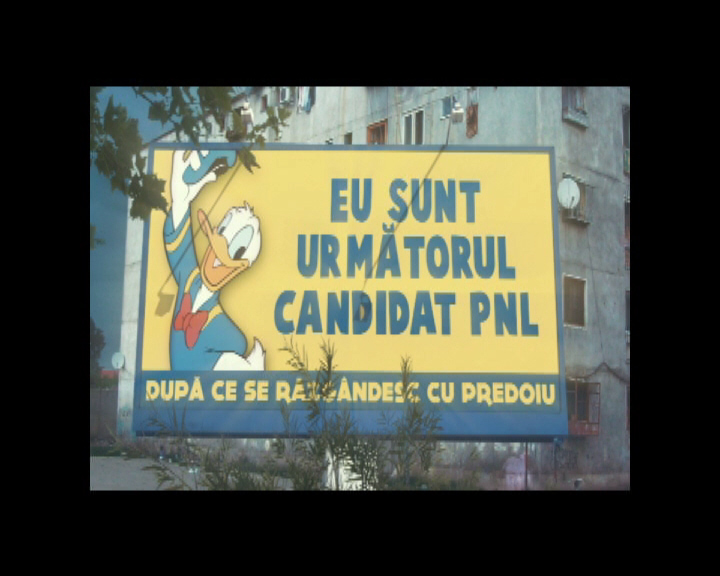 EU SUNT
URMĂTORUL
CANDIDAT PNL
DUPĂ CE SE RĂZGÂNDESC CU PREDOIU